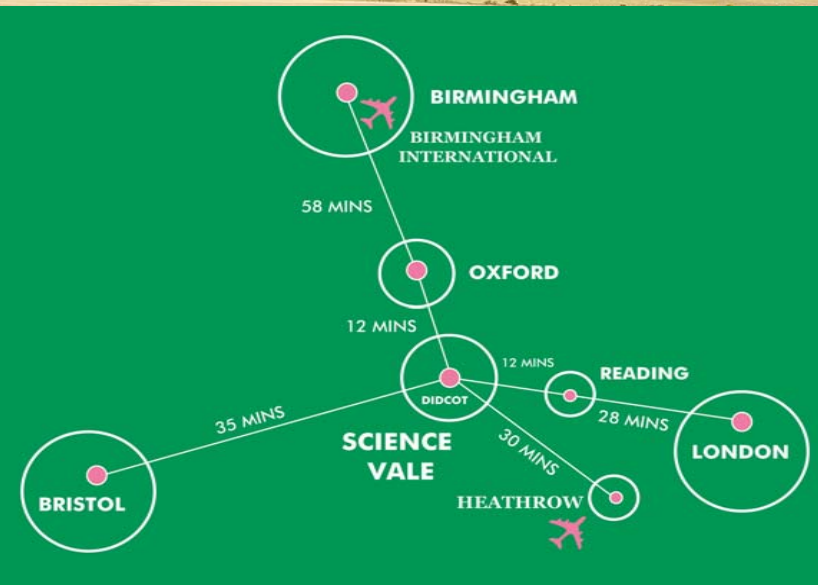 BIRMINGHAM
BIRMINGHAM
INTERNATIONAL
58 MINS
OXFORD
12 MINS
12 MINS
READING
DIDCOT
28 MINS
35 MINS
SCIENCE
VALE
30 MINS
LONDON
HEATHROW
BRISTOL